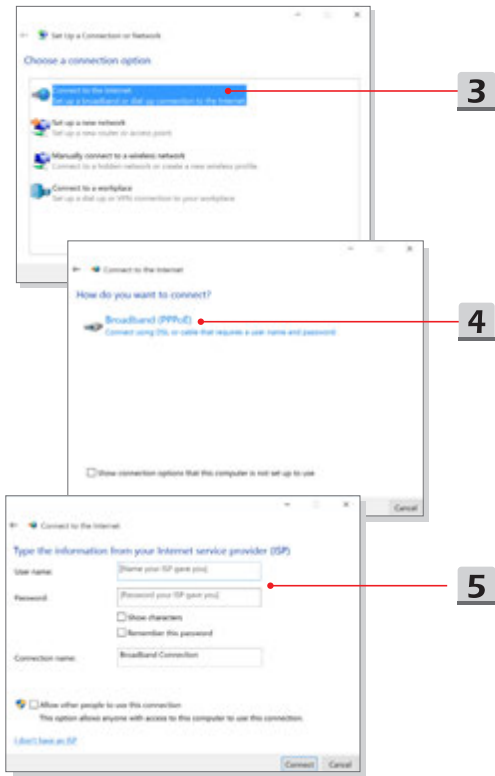 Set Up a Connection or Network
Choose a connection option
3
Connect to the Internet
Set up a broadband or dial-up connection to the Internet
Set up a new network
Set up a new router or access point
Manually connect to a wireless network
Connect to a hidden network or create a new wireless profile
Connect to a workplace
Set up a dial-up or VPN connection to your workplace
Connect to the Internet
How do you want to connect?
4
Broadband (PPPoE)
Connect using DSL or cable that requires a user name and password
Show connection options that this computer is not set up to use
Cancel
Connect to the Internet
Type the information from your Internet service provider (ISP)
User name: [Name your ISP gave you]
5
Password: [Password your ISP gave you]
Show characters
Remember this password
Connection name: Broadband Connection
Allow other people to use this connection
This option allows anyone with access to this computer to use this connection.
I don't have an ISP
Connect Cancel